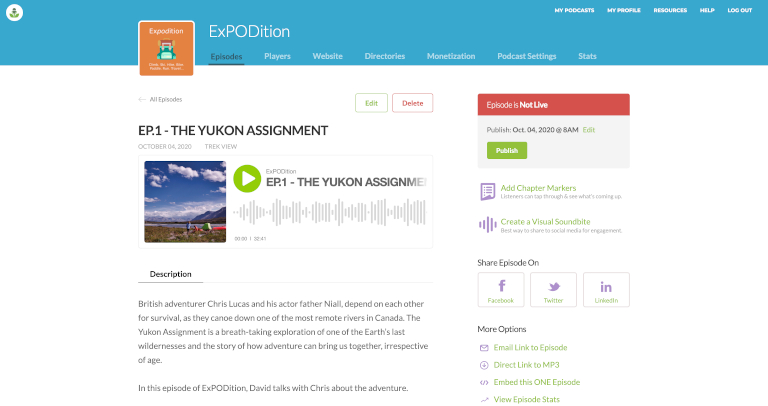 MY PODCASTS MY PROFILE RESOURCES HELP LOG OUT
Expodition
ExPODition
Episodes Players Website Directories Monetization Podcast Settings Stats
← All Episodes
Edit Delete
EP.1 - THE YUKON ASSIGNMENT
OCTOBER 04, 2020 TREK VIEW
ExPODition
EP.1 - THE YUKON ASSIGNME
00:00 | 32:41
Description
British adventurer Chris Lucas and his actor father Niall, depend on each other
for survival, as they canoe down one of the most remote rivers in Canada. The
Yukon Assignment is a breath-taking exploration of one of the Earth's last
wildernesses and the story of how adventure can bring us together, irrespective
of age.
In this episode of ExPODition, David talks with Chris about the adventure.
Episode is Not Live
Publish: Oct. 04, 2020 @ 8AM Edit
Publish
Add Chapter Markers
Listeners can tap through & see what's coming up.
Create a Visual Soundbite
Best way to share to social media for engagement.
Share Episode On
Facebook Twitter LinkedIn
More Options
Email Link to Episode
Direct Link to MP3
Embed this ONE Episode
View Episode Stats